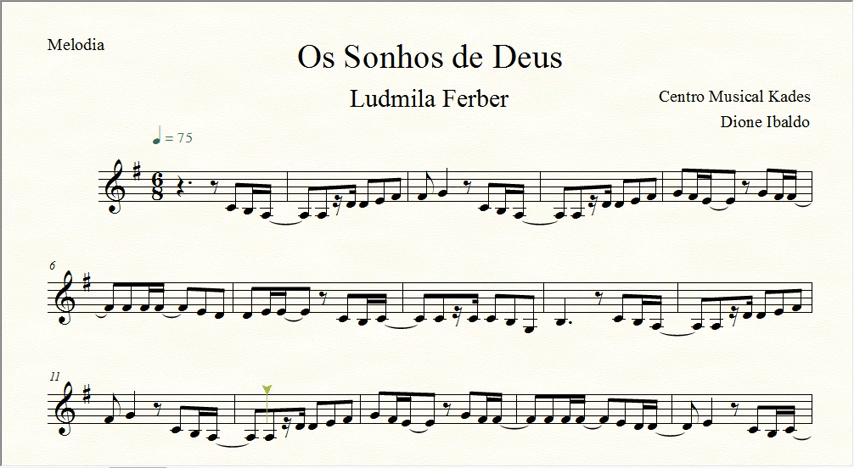 Melodia
Os Sonhos de Deus
Ludmila Ferber
Centro Musical Kades
Dione Ibaldo
= 75
6
8
6
11